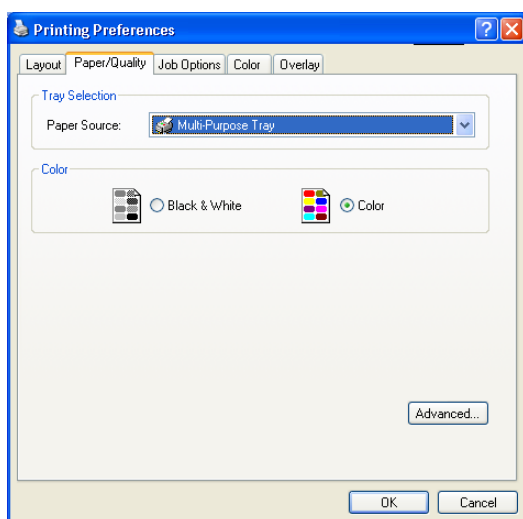 Printing Preferences
Layout Paper/Quality Job Options Color Overlay
Tray Selection
Paper Source: Multi-Purpose Tray
Color
Black & White Color
Advanced...
OK Cancel